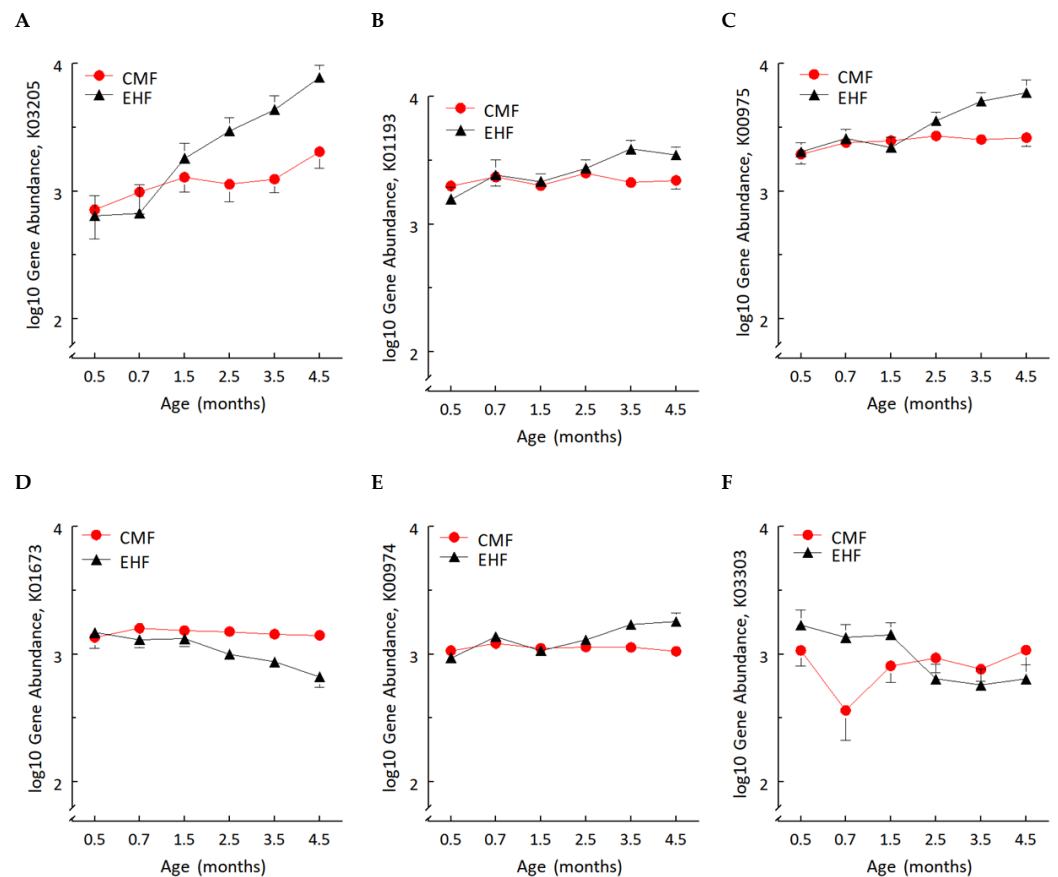 A
log10 Gene Abundance, K03205
4
3
2
CMF
EHF
0.5 0.7 1.5 2.5 3.5 4.5
Age (months)
B
log10 Gene Abundance, K01193
4
3
2
CMF
EHF
0.5 0.7 1.5 2.5 3.5 4.5
Age (months)
C
log10 Gene Abundance, K00975
4
3
2
CMF
EHF
0.5 0.7 1.5 2.5 3.5 4.5
Age (months)
D
log10 Gene Abundance, K01673
4
3
2
CMF
EHF
0.5 0.7 1.5 2.5 3.5 4.5
Age (months)
E
log10 Gene Abundance, K00974
4
3
2
CMF
EHF
0.5 0.7 1.5 2.5 3.5 4.5
Age (months)
F
log10 Gene Abundance, K03303
4
3
2
CMF
EHF
0.5 0.7 1.5 2.5 3.5 4.5
Age (months)